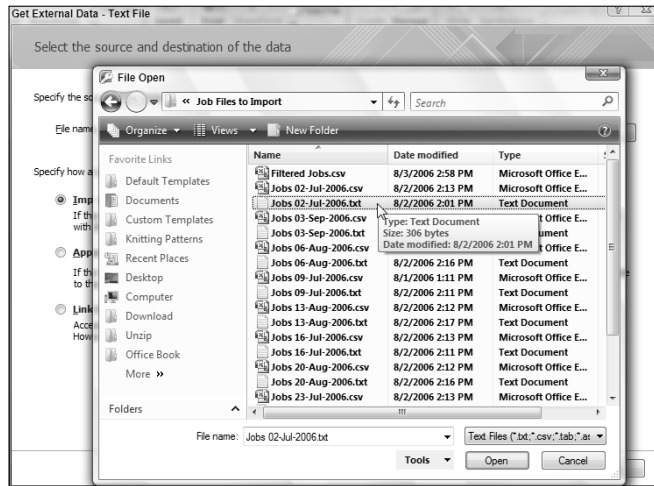 Get External Data - Text File
Select the source and destination of the data
File Open
Specify the sc
« Job Files to Import
Search
File name
Organize
Views
New Folder
Specify how a
Favorite Links
Name
Date modified
Type
Default Templates
Filtered Jobs.csv 8/3/2006 2:58 PM Microsoft Office E...
Documents
Jobs 02-Jul-2006.csv 8/2/2006 2:13 PM Microsoft Office E...
Imp
Jobs 02-Jul-2006.txt 8/2/2006 2:01 PM Text Document
If th
with
Custom Templates
Jobs 03-Sep-2006.csv
t Office E...
Type: Text Document
Knitting Patterns
Jobs 03-Sep-2006.txt
ument
Size: 306 bytes
App
Recent Places
Jobs 06-Aug-2006.csv
t Office E...
Date modified: 8/2/2006 2:01 PM
If th
to th
Desktop
Jobs 06-Aug-2006.txt 8/2/2006 2:16 PM Text Document
Jobs 09-Jul-2006.csv 8/1/2006 2:11 PM Microsoft Office E...
Computer
Jobs 09-Jul-2006.txt 8/2/2006 2:11 PM Text Document
Link
Download
Jobs 13-Aug-2006.csv 8/2/2006 2:12 PM Microsoft Office E...
Acce
How
Jobs 13-Aug-2006.txt 8/2/2006 2:17 PM Text Document
Unzip
Jobs 16-Jul-2006.csv 8/2/2006 2:13 PM Microsoft Office E...
Office Book
Jobs 16-Jul-2006.txt 8/2/2006 2:11 PM Text Document
Jobs 20-Aug-2006.csv 8/2/2006 2:12 PM Microsoft Office E...
More »
Jobs 20-Aug-2006.txt 8/2/2006 2:16 PM Text Document
Jobs 23-Jul-2006.csv 8/2/2006 2:13 PM Microsoft Office E...
Folders
File name: Jobs 02-Jul-2006.txt
Text Files (*.txt;*.csv;*.tab;*.as
Tools
Open
Cancel